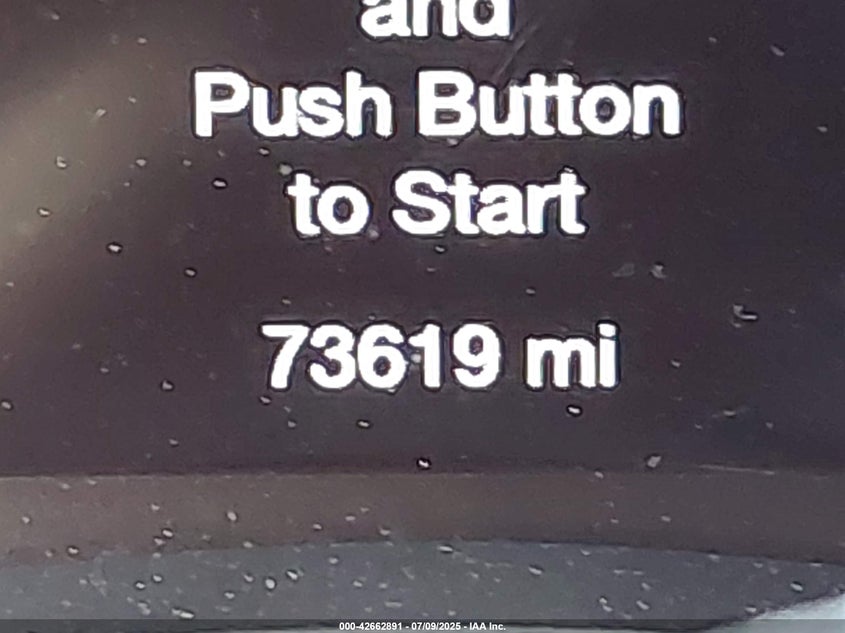 and
Push Button
to Start
73619 mi
000-42662891 - 07/09/2025 - IAA Inc.